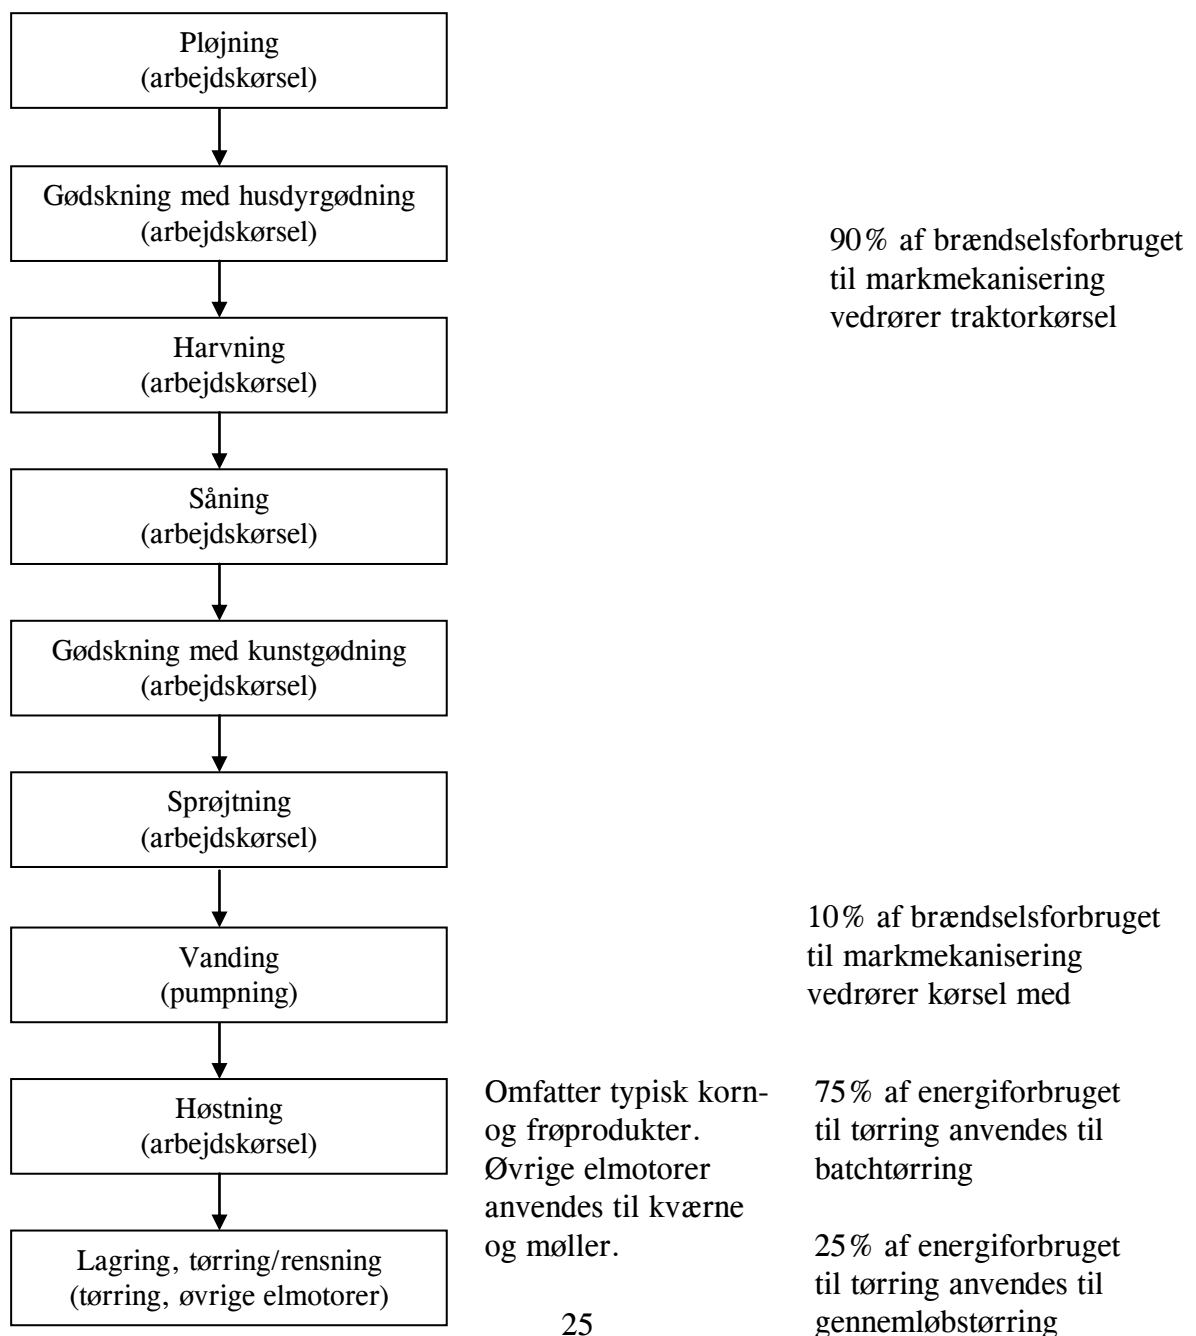 Pløjning
(arbejdskørsel)
Gødskning med husdyrgødning
(arbejdskørsel)
90% af brændselsforbruget
til markmekanisering
vedrører traktorkørsel
Harvning
(arbejdskørsel)
Såning
(arbejdskørsel)
Gødskning med kunstgødning
(arbejdskørsel)
Sprøjtning
(arbejdskørsel)
10% af brændselsforbruget
til markmekanisering
vedrører kørsel med
Vanding
(pumpning)
Høstning
(arbejdskørsel)
Omfatter typisk korn-
og frøprodukter.
Øvrige elmotorer
anvendes til kværne
og møller.
75% af energiforbruget
til tørring anvendes til
batchtørring
Lagring, tørring/rensning
(tørring, øvrige elmotorer)
25% af energiforbruget
til tørring anvendes til
gennemløbstørring
25